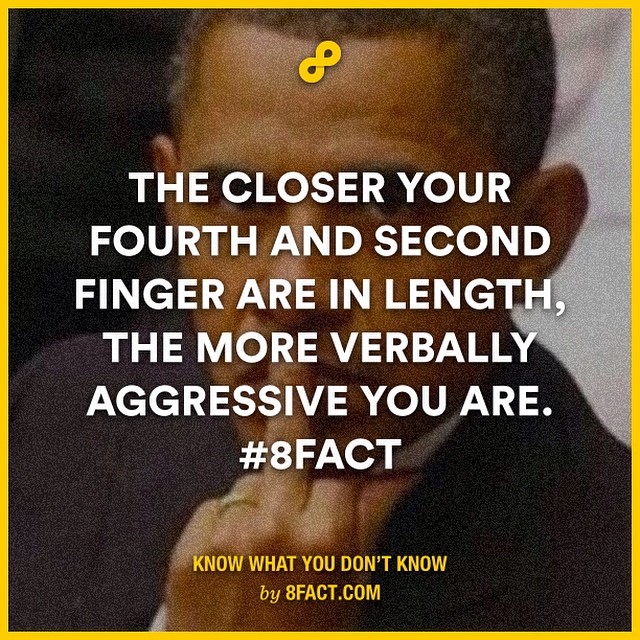 THE CLOSER YOUR
FOURTH AND SECOND
FINGER ARE IN LENGTH,
THE MORE VERBALLY
AGGRESSIVE YOU ARE.
#8FACT
KNOW WHAT YOU DON'T KNOW
by 8FACT.COM